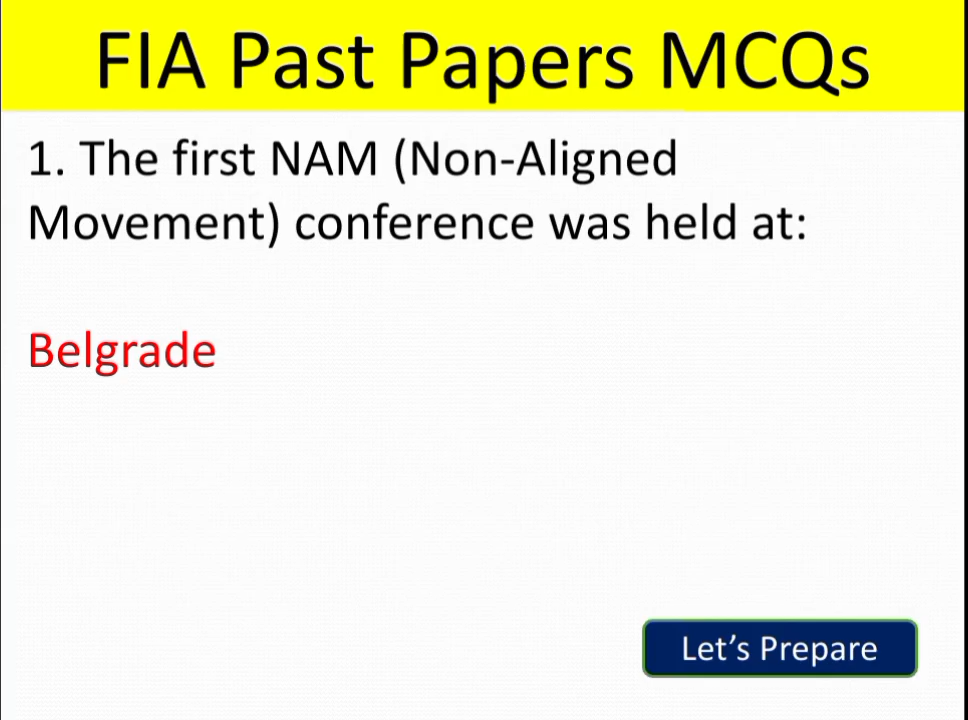 FIA Past Papers MCQs
1. The first NAM (Non-Aligned
Movement) conference was held at:
Belgrade
Let’s Prepare